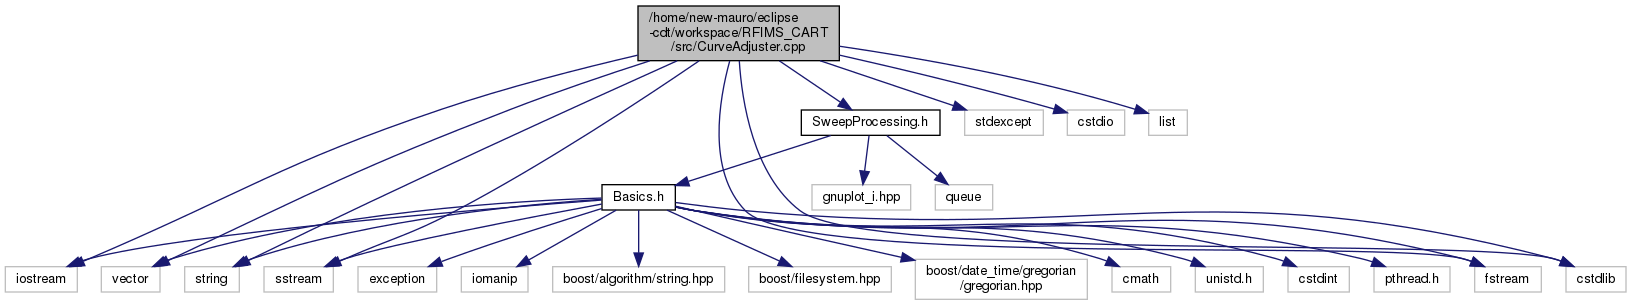 /home/new-mauro/eclipse
-cdt/workspace/RFIMS_CART
/src/CurveAdjuster.cpp
SweepProcessing.h
stdexcept
cstdio
list
Basics.h
gnuplot_i.hpp
queue
iostream
vector
string
sstream
exception
iomanip
boost/algorithm/string.hpp
boost/filesystem.hpp
boost/date_time/gregorian
/gregorian.hpp
cmath
unistd.h
cstdint
pthread.h
fstream
cstdlib